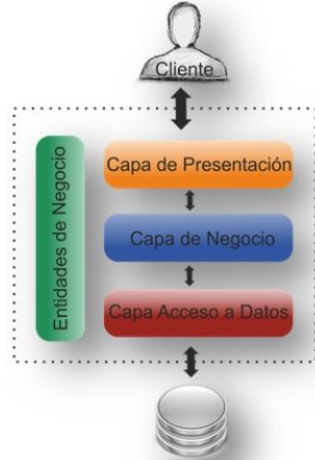 Cliente
Entidades de Negocio
Capa de Presentación
Capa de Negocio
Capa Acceso a Datos